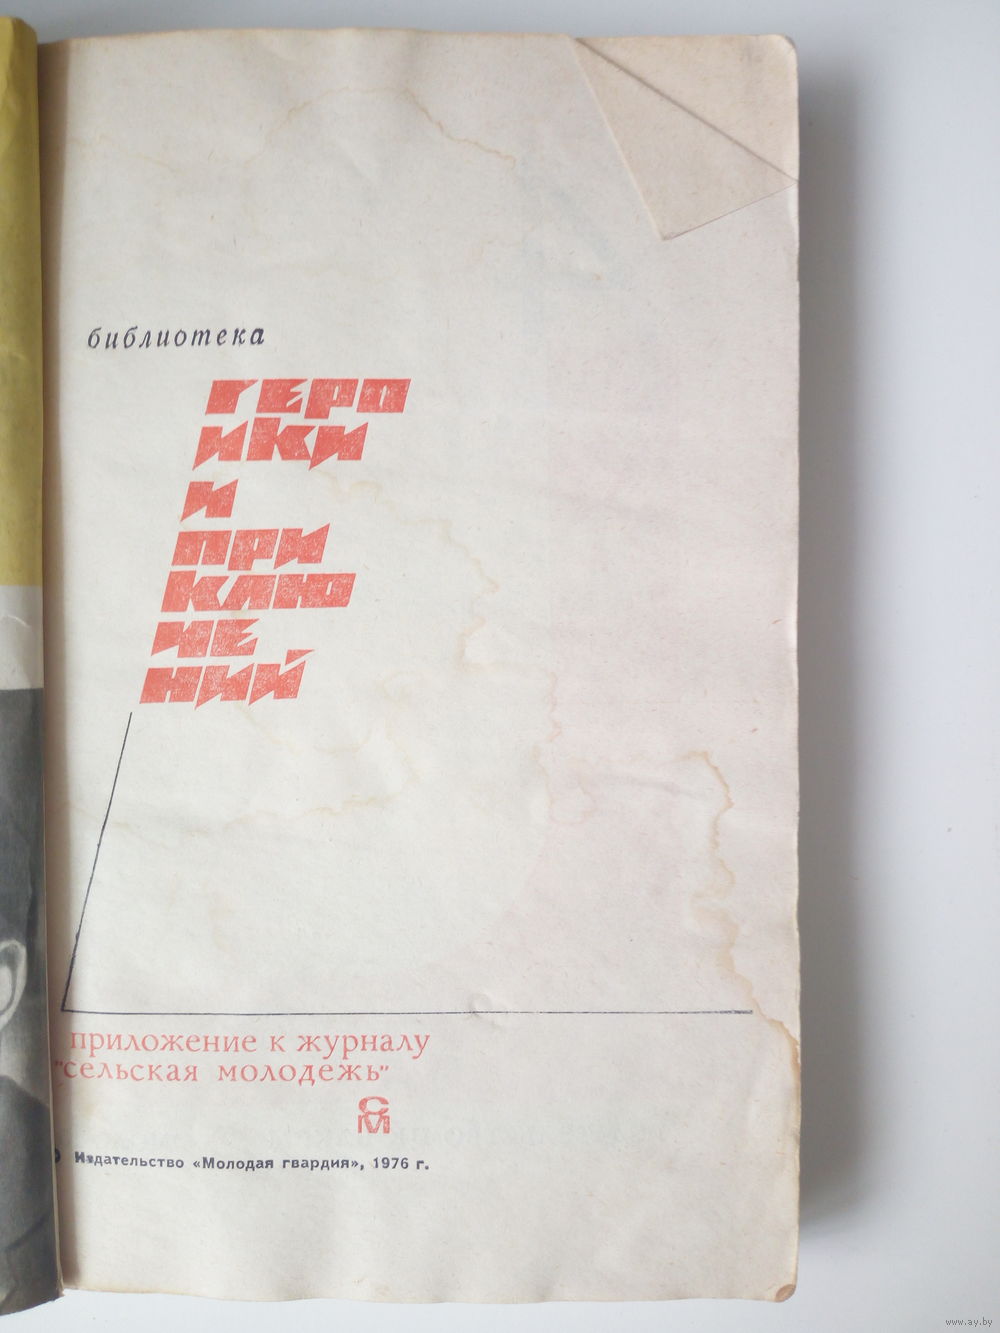 библиотека
ГЕРО
ИКИ
И
ПРИ
КЛЮ
ЧЕ
НИЙ
приложение к журналу
"сельская молодежь"
СМ
© Издательство «Молодая гвардия», 1976 г.
www.ay.by